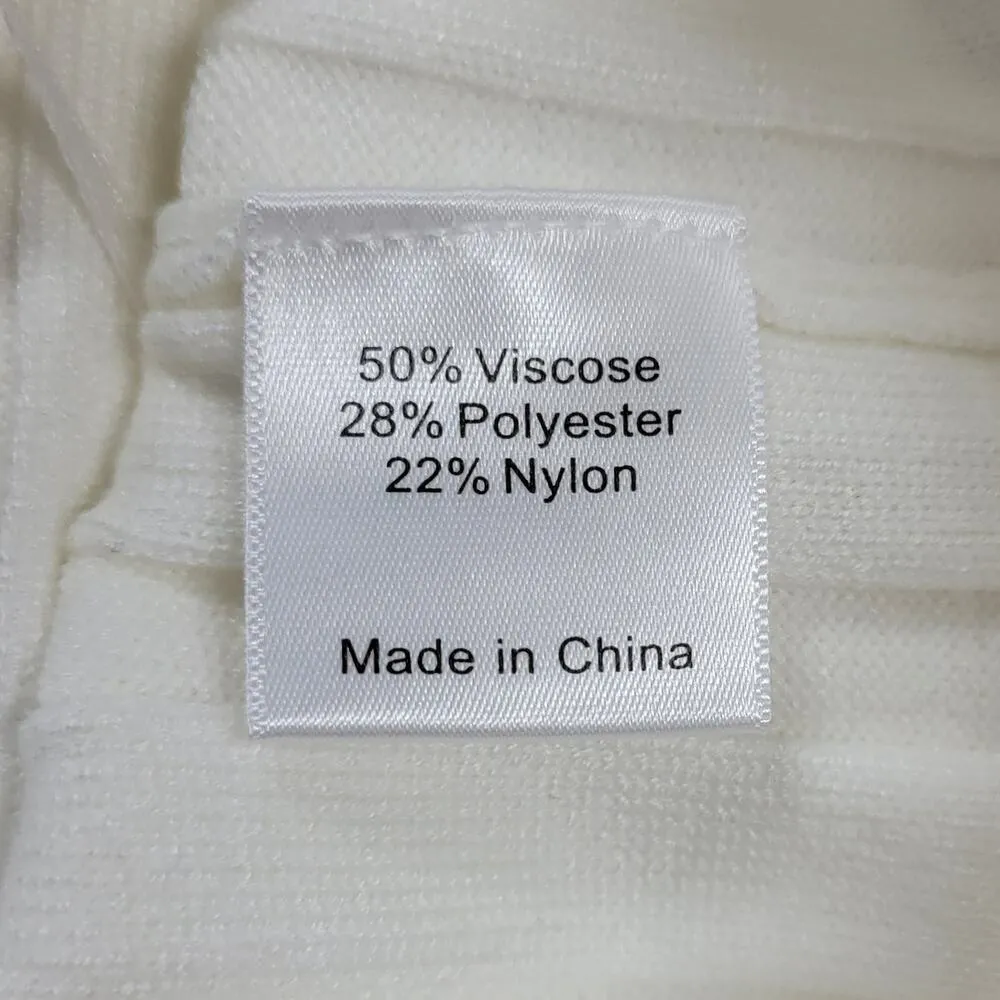 50% Viscose
28% Polyester
22% Nylon
Made in China